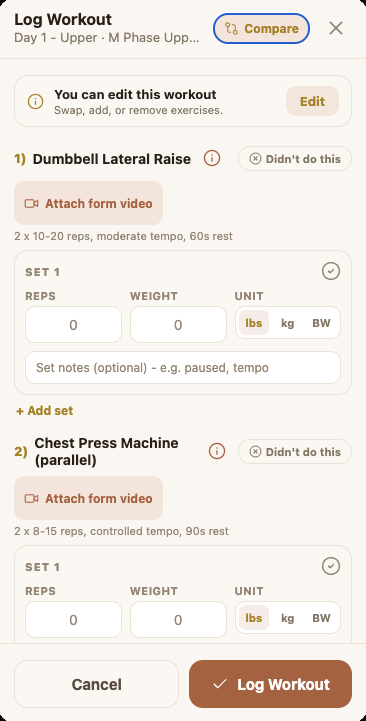 Log Workout
Day 1 - Upper · M Phase Upp...
Compare
You can edit this workout
Swap, add, or remove exercises.
Edit
1) Dumbbell Lateral Raise
Didn't do this
Attach form video
2 x 10-20 reps, moderate tempo, 60s rest
SET 1
REPS WEIGHT UNIT
0 0 lbs kg BW
Set notes (optional) - e.g. paused, tempo
+ Add set
2) Chest Press Machine
(parallel)
Didn't do this
Attach form video
2 x 8-15 reps, controlled tempo, 90s rest
SET 1
REPS WEIGHT UNIT
0 0 lbs kg BW
Cancel
Log Workout